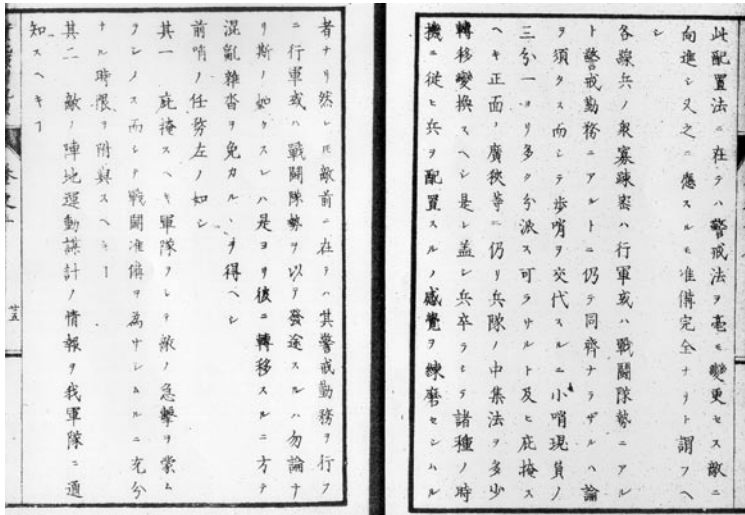 此配置法ニ在テハ警戒法ヲ毫モ變更セス敵ニ
向進シ又之ニ應スルモ准備完全ナリト謂フヘ
シ
各線兵ノ衆寡疎密ハ行軍或ハ戰闘隊勢ニアル
ト警戒勤務ニアルトニ仍テ同齊ナラザルハ論
ヲ須タス而シテ歩哨ヲ交代スルニ小哨現員ノ
三分一ヨリ多ク分派ス可ラサルト及ヒ庇掩ス
ヘキ正面ノ廣狹等ニ仍リ兵隊ノ中集法ヲ多少
轉移變換スヘシ是レ盖シ兵卒ヲシテ諸種ノ時
機ニ從ヒ兵ヲ配置スルノ感覺ヲ練磨セシハル
者ナリ然レ𪜈敵前ニ在テハ其警戒勤務ヲ行フ
ニ行軍或ハ戰闘隊勢ヲ以テ發途スルハ勿論ナ
リ斯ノ如クスレハ是ヨリ彼ニ轉移スルニ方テ
混亂雜沓ヲ免カルヽヲ得ヘシ
前哨ノ任務左ノ如シ
其一 庇掩スヘキ軍隊ヲシテ敵ノ急擊ヲ蒙ム
ラシメス而シテ戰闘准備ヲ為サシムルニ充分
ナル時限ヲ附與スヘキヿ
其二 敵ノ陣地運動謀計ノ情報ヲ我軍隊ニ通
知スヘキヿ
廿五